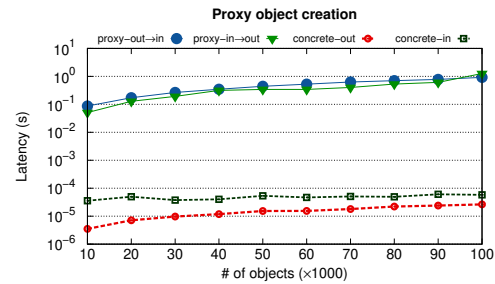 Proxy object creation
proxy-out→in proxy-in→out concrete-out concrete-in
Latency (s)
10^1
10^0
10^-1
10^-2
10^-3
10^-4
10^-5
10^-6
10 20 30 40 50 60 70 80 90 100
# of objects (×1000)